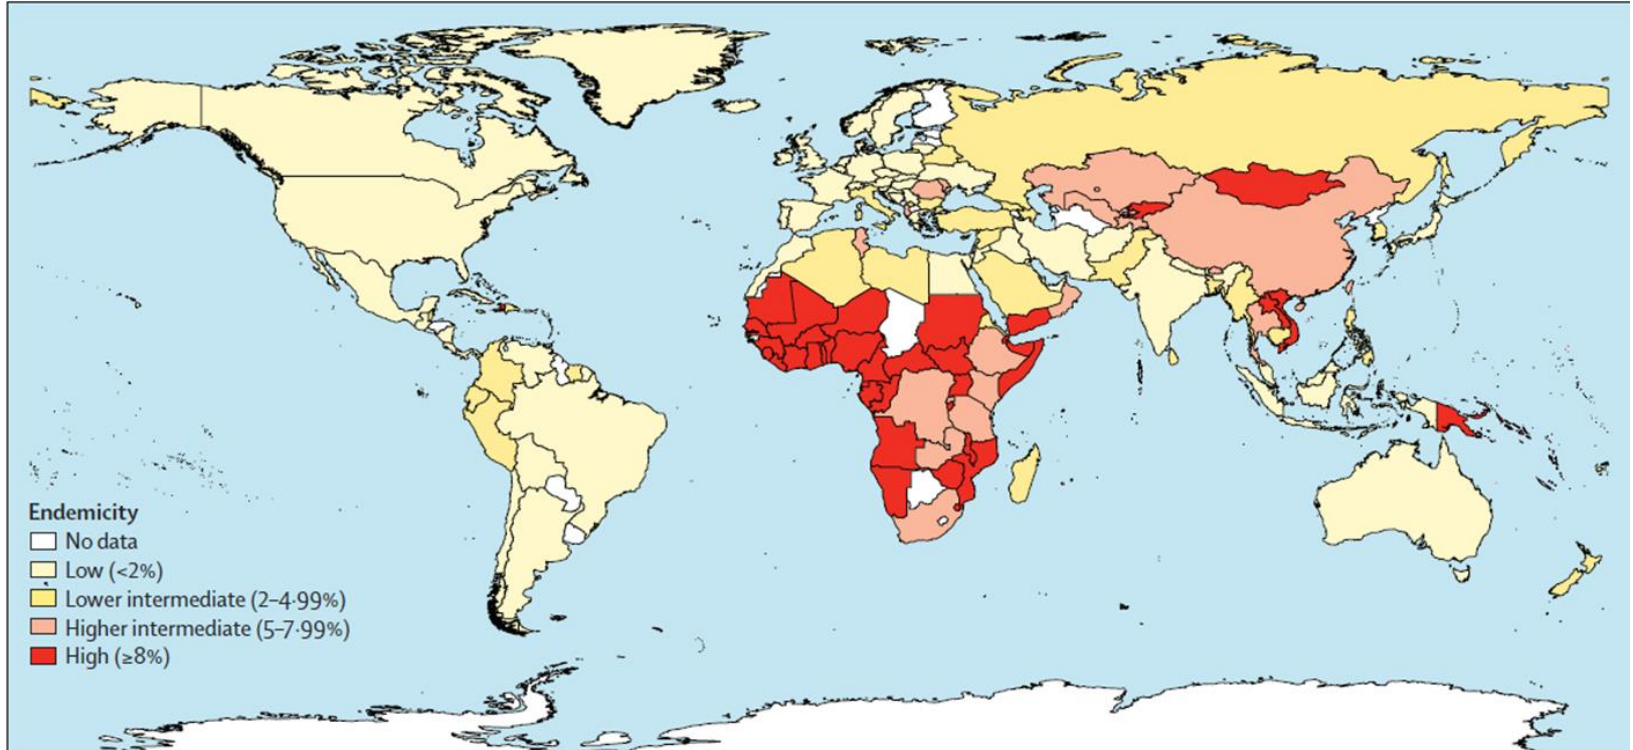 Endemicity
No data
Low (<2%)
Lower intermediate (2–4·99%)
Higher intermediate (5–7·99%)
High (≥8%)